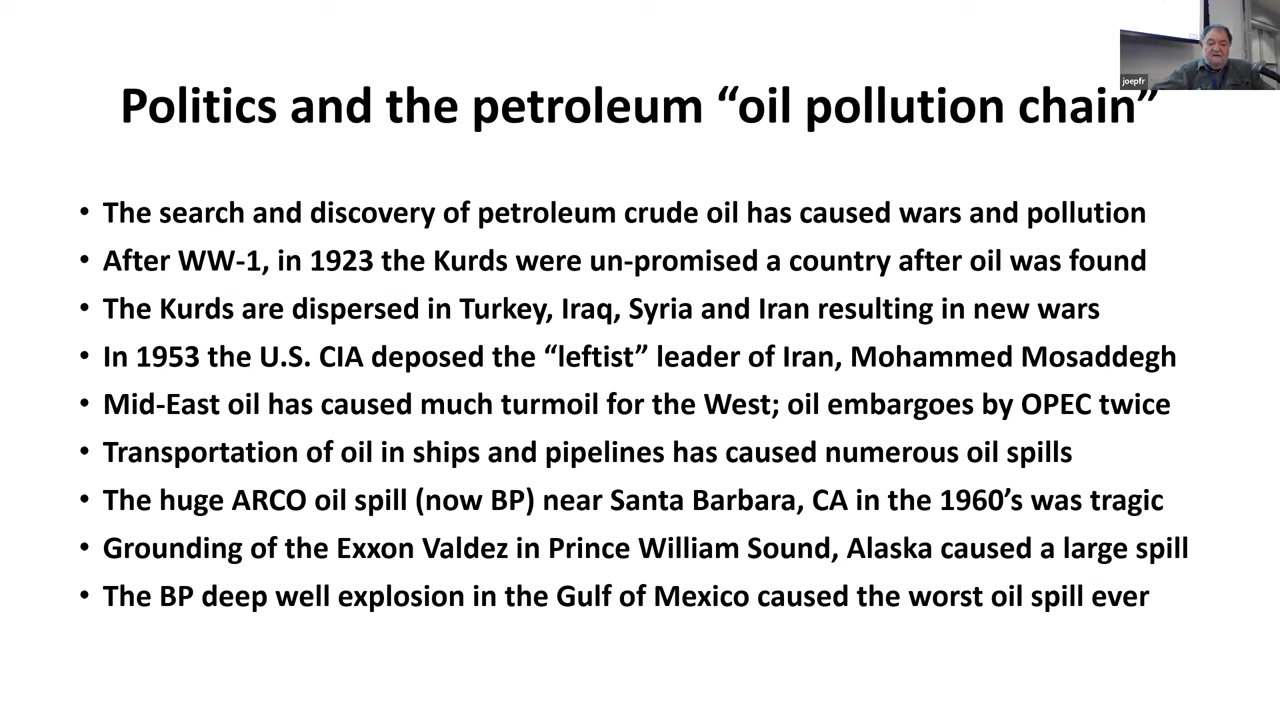 joepfr
Politics and the petroleum “oil pollution chain”
• The search and discovery of petroleum crude oil has caused wars and pollution
• After WW-1, in 1923 the Kurds were un-promised a country after oil was found
• The Kurds are dispersed in Turkey, Iraq, Syria and Iran resulting in new wars
• In 1953 the U.S. CIA deposed the “leftist” leader of Iran, Mohammed Mosaddegh
• Mid-East oil has caused much turmoil for the West; oil embargoes by OPEC twice
• Transportation of oil in ships and pipelines has caused numerous oil spills
• The huge ARCO oil spill (now BP) near Santa Barbara, CA in the 1960’s was tragic
• Grounding of the Exxon Valdez in Prince William Sound, Alaska caused a large spill
• The BP deep well explosion in the Gulf of Mexico caused the worst oil spill ever